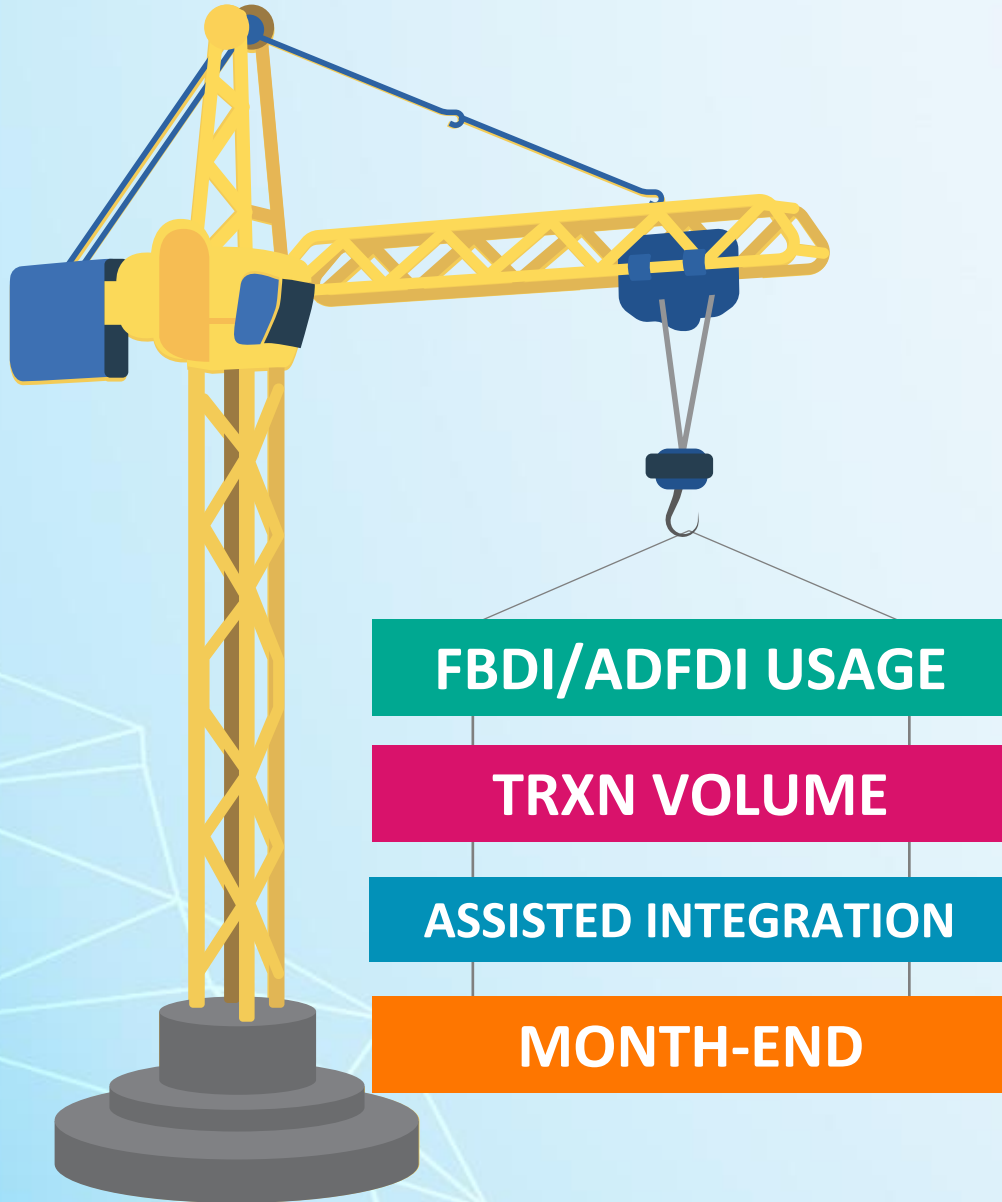 FBDI/ADFDI USAGE
TRXN VOLUME
ASSISTED INTEGRATION
MONTH-END